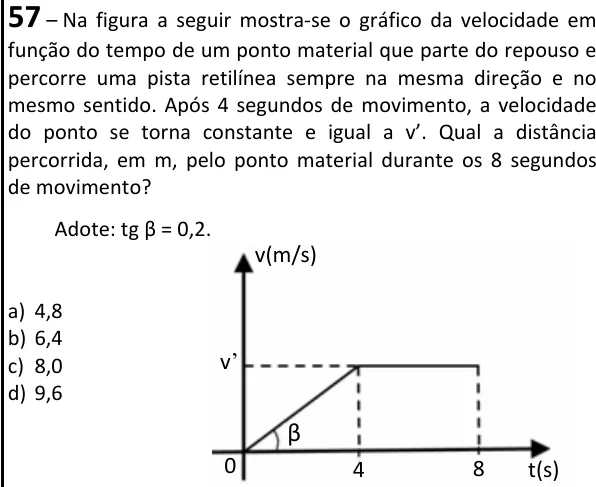 57 – Na figura a seguir mostra-se o gráfico da velocidade em
função do tempo de um ponto material que parte do repouso e
percorre uma pista retilínea sempre na mesma direção e no
mesmo sentido. Após 4 segundos de movimento, a velocidade
do ponto se torna constante e igual a v’. Qual a distância
percorrida, em m, pelo ponto material durante os 8 segundos
de movimento?
Adote: tg β = 0,2.
v(m/s)
a) 4,8
b) 6,4
c) 8,0
d) 9,6
v’
β
0
4
8
t(s)